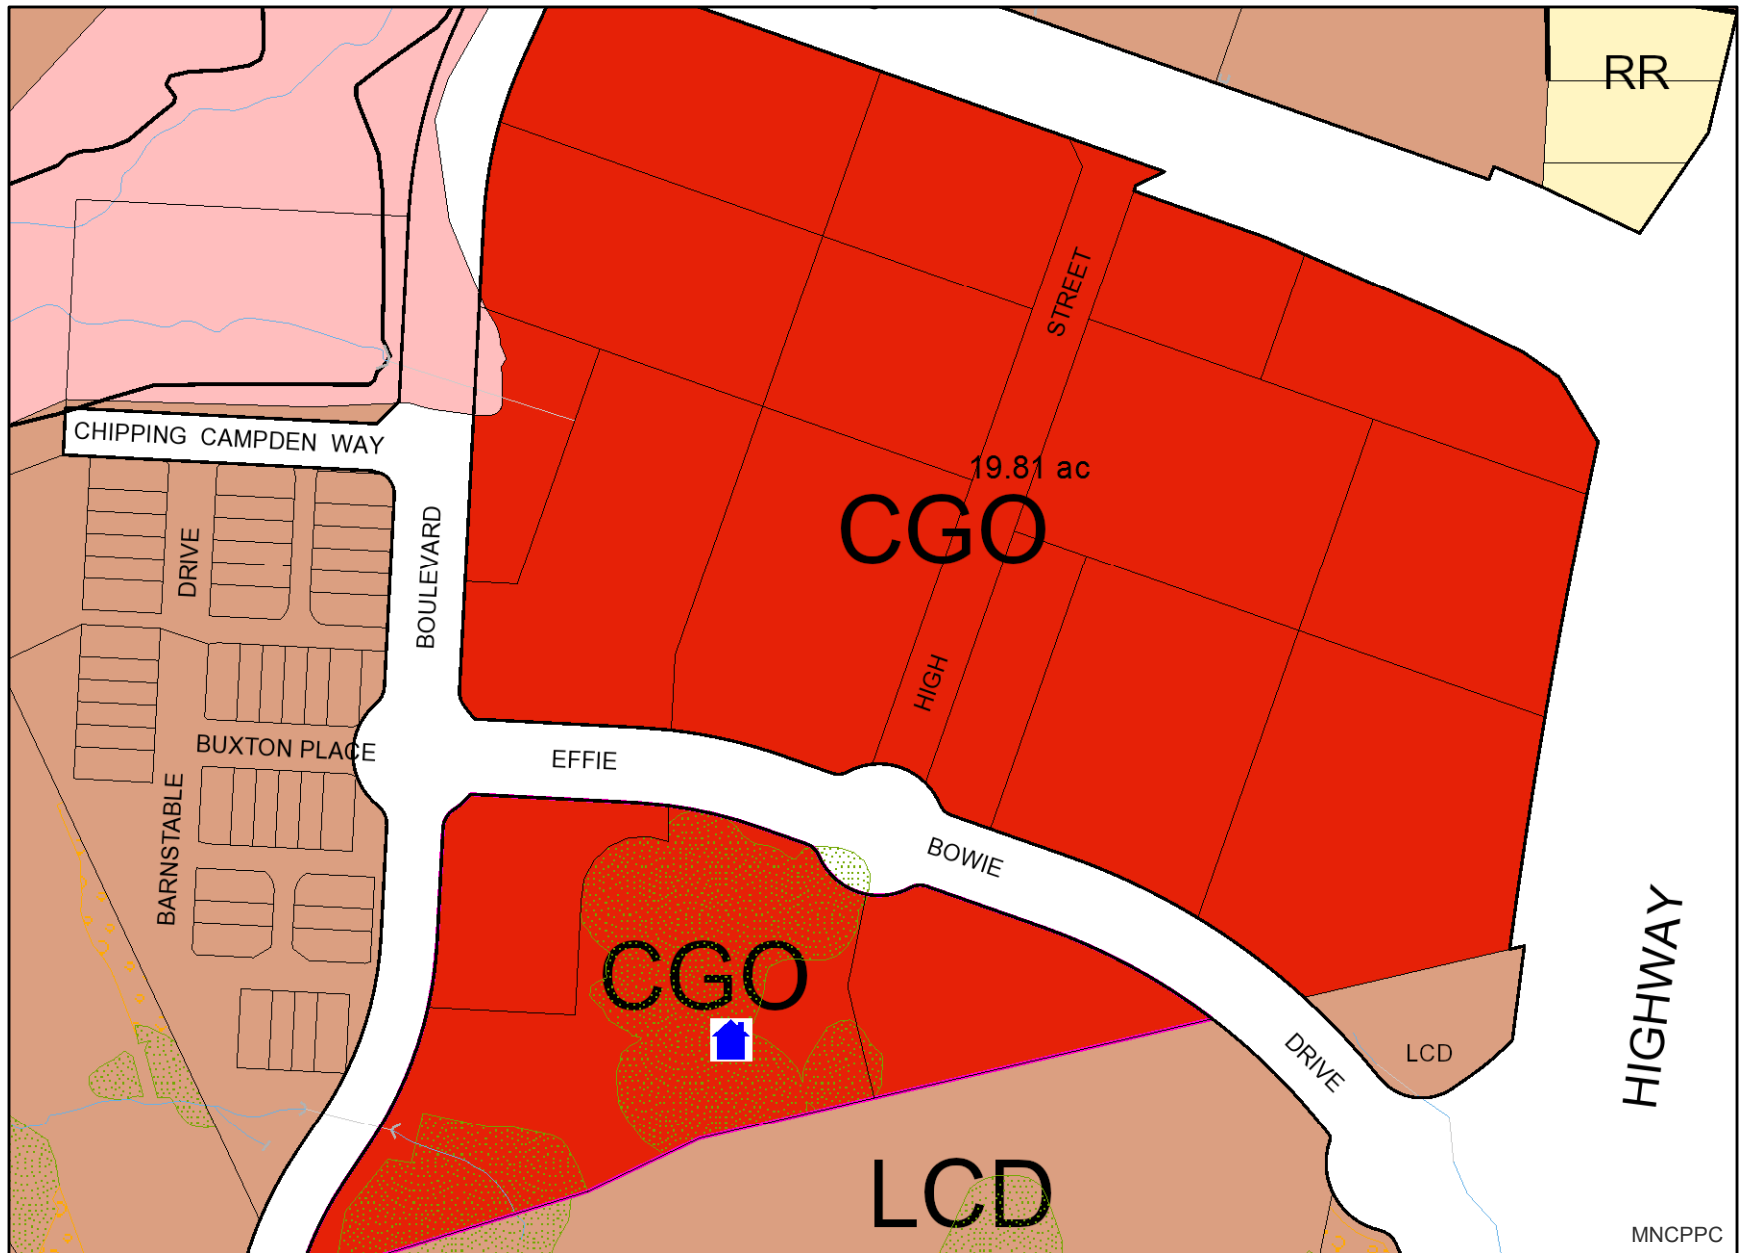 RR
STREET
CHIPPING CAMPDEN WAY
19.81 ac
CGO
DRIVE
BOULEVARD
HIGH
BUXTON PLACE
EFFIE
BARNSTABLE
BOWIE
CGO
HIGHWAY
DRIVE
LCD
LCD
MNCPPC